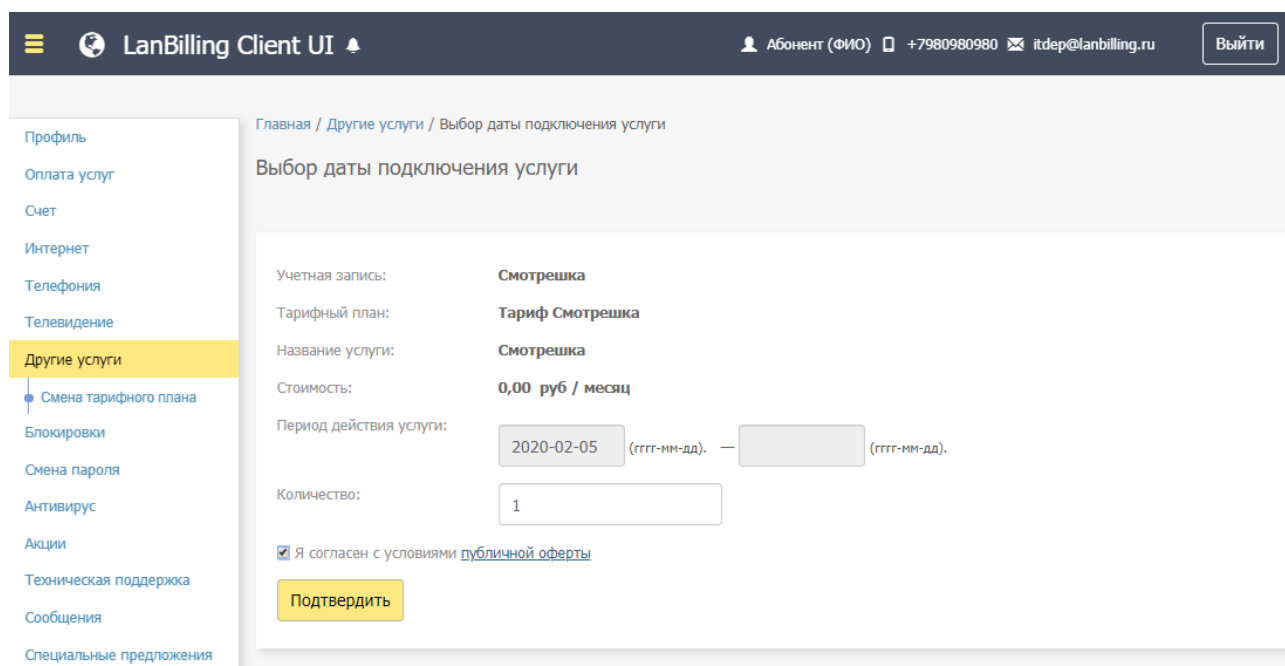 LanBilling Client UI
Абонент (ФИО) +7980980980 itdep@lanbilling.ru
Выйти
Профиль
Оплата услуг
Счет
Интернет
Телефония
Телевидение
Другие услуги
Смена тарифного плана
Блокировки
Смена пароля
Антивирус
Акции
Техническая поддержка
Сообщения
Специальные предложения
Главная / Другие услуги / Выбор даты подключения услуги
Выбор даты подключения услуги
Учетная запись: Смотрешка
Тарифный план: Тариф Смотрешка
Название услуги: Смотрешка
Стоимость: 0,00 руб / месяц
Период действия услуги: 2020-02-05 (гггг-мм-дд). — (гггг-мм-дд).
Количество: 1
Я согласен с условиями публичной оферты
Подтвердить